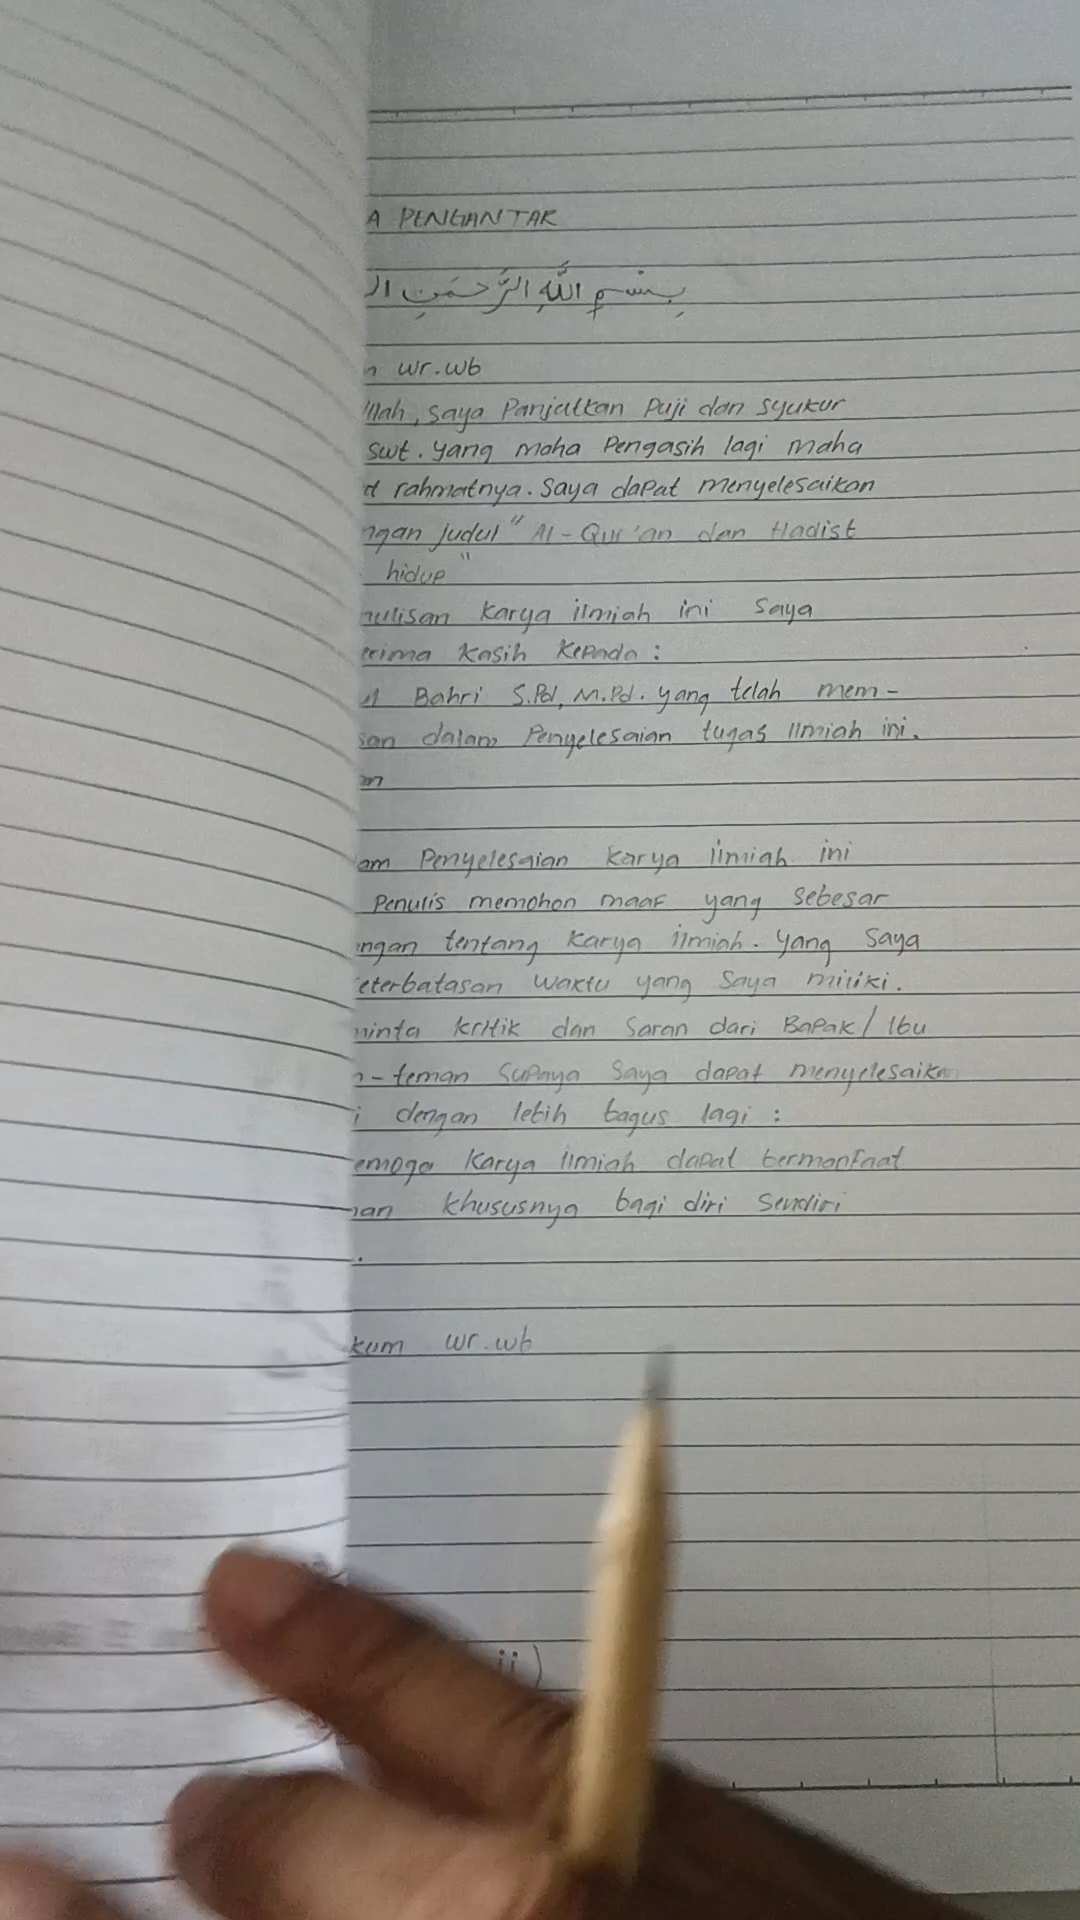 A PENGANTAR
بِسْمِ اللَّهِ الرَّحْمَنِ ال
wr.wb
llah, saya Panjatkan Puji dan syukur
swt. yang maha Pengasih lagi maha
rahmatnya. Saya dapat menyelesaikan
ngan judul " Al-Qur'an dan Hadist
hidup "
nulisan karya ilmiah ini Saya
rima kasih kepada :
Bahri S.Pd, M.Pd. yang telah mem-
san dalam Penyelesaian tugas ilmiah ini.
an
am Penyelesaian karya ilmiah ini
Penulis memohon maaf yang sebesar
ngan tentang karya ilmiah. yang saya
eterbatasan waktu yang saya miliki.
minta kritik dan Saran dari Bapak/Ibu
n-teman Supaya Saya dapat menyelesaikan
i dengan lebih bagus lagi :
emoga karya ilmiah dapat bermanfaat
nan khususnya bagi diri sendiri
.
kum wr.wb
ii)